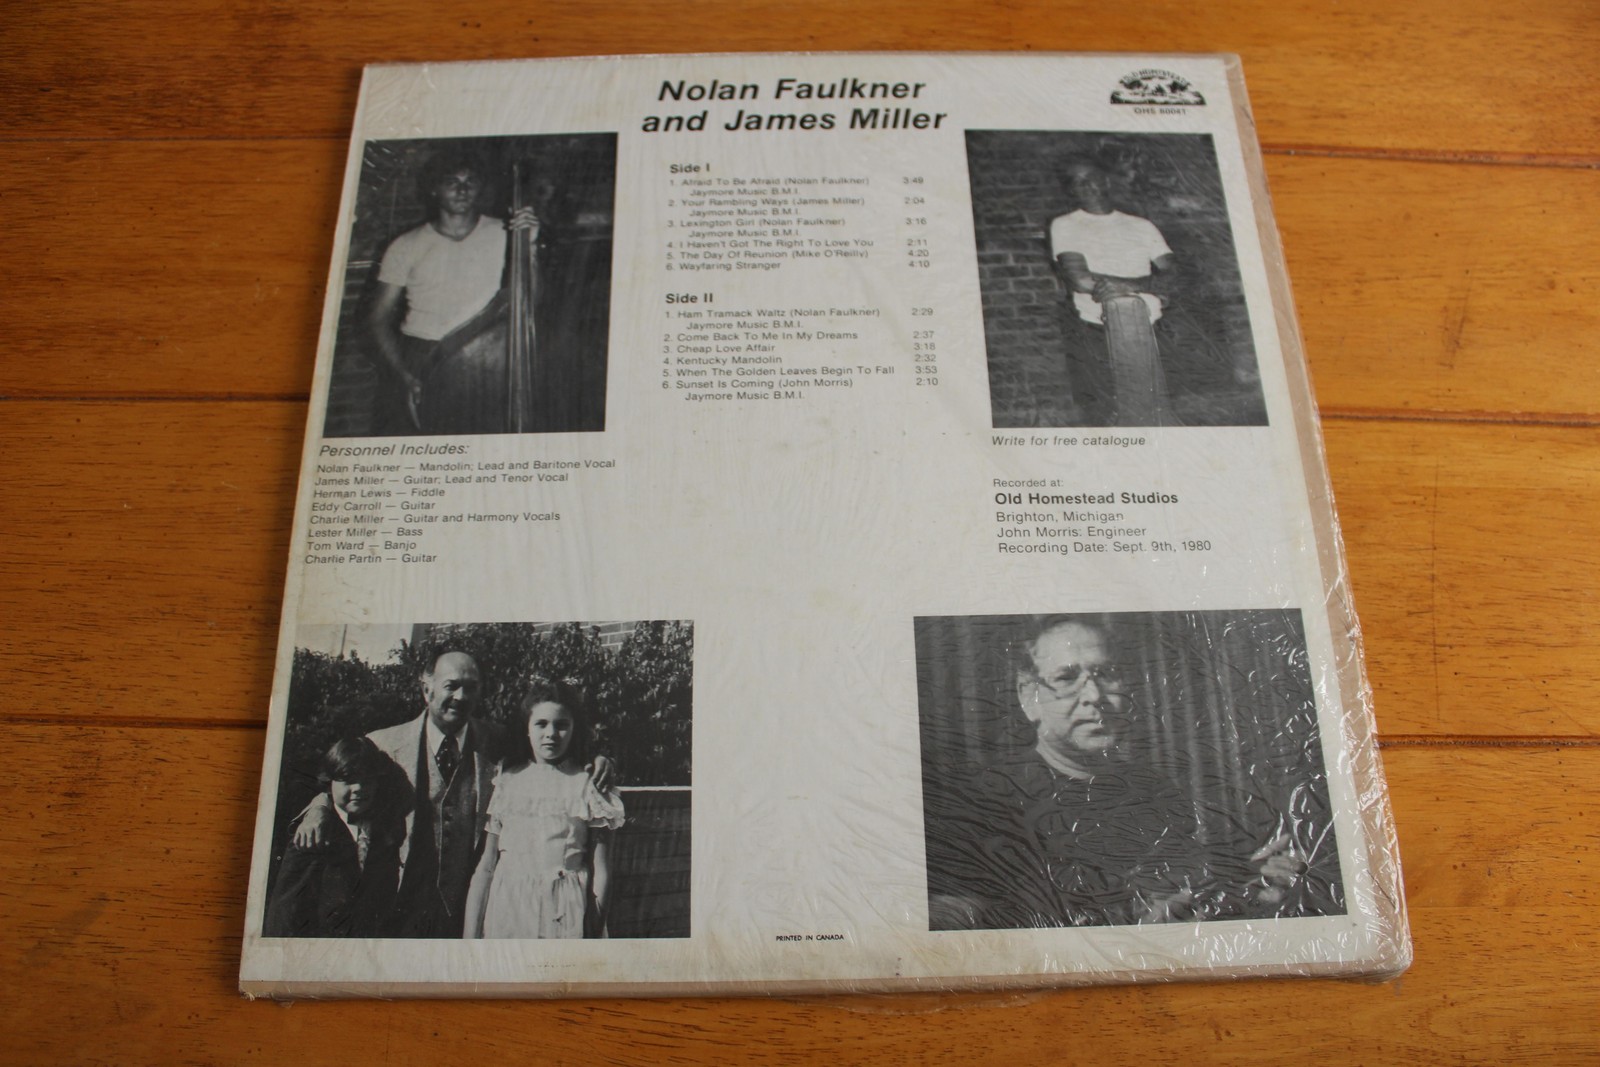 Nolan Faulkner
and James Miller
OLD HOMESTEAD
OHS 80041
Side I
1. Afraid To Be Afraid (Nolan Faulkner) 3:49
Jaymore Music B.M.I.
2. Your Rambling Ways (James Miller) 2:04
Jaymore Music B.M.I.
3. Lexington Girl (Nolan Faulkner) 3:16
Jaymore Music B.M.I.
4. I Haven't Got The Right To Love You 2:11
5. The Day Of Reunion (Mike O'Reilly) 4:20
6. Wayfaring Stranger 4:10
Side II
1. Ham Tramack Waltz (Nolan Faulkner) 2:29
Jaymore Music B.M.I.
2. Come Back To Me In My Dreams 2:37
3. Cheap Love Affair 3:18
4. Kentucky Mandolin 2:32
5. When The Golden Leaves Begin To Fall 3:53
6. Sunset Is Coming (John Morris) 2:10
Jaymore Music B.M.I.
Personnel Includes:
Nolan Faulkner — Mandolin; Lead and Baritone Vocal
James Miller — Guitar; Lead and Tenor Vocal
Herman Lewis — Fiddle
Eddy Carroll — Guitar
Charlie Miller — Guitar and Harmony Vocals
Lester Miller — Bass
Tom Ward — Banjo
Charlie Partin — Guitar
Write for free catalogue
Recorded at:
Old Homestead Studios
Brighton, Michigan
John Morris: Engineer
Recording Date: Sept. 9th, 1980
PRINTED IN CANADA